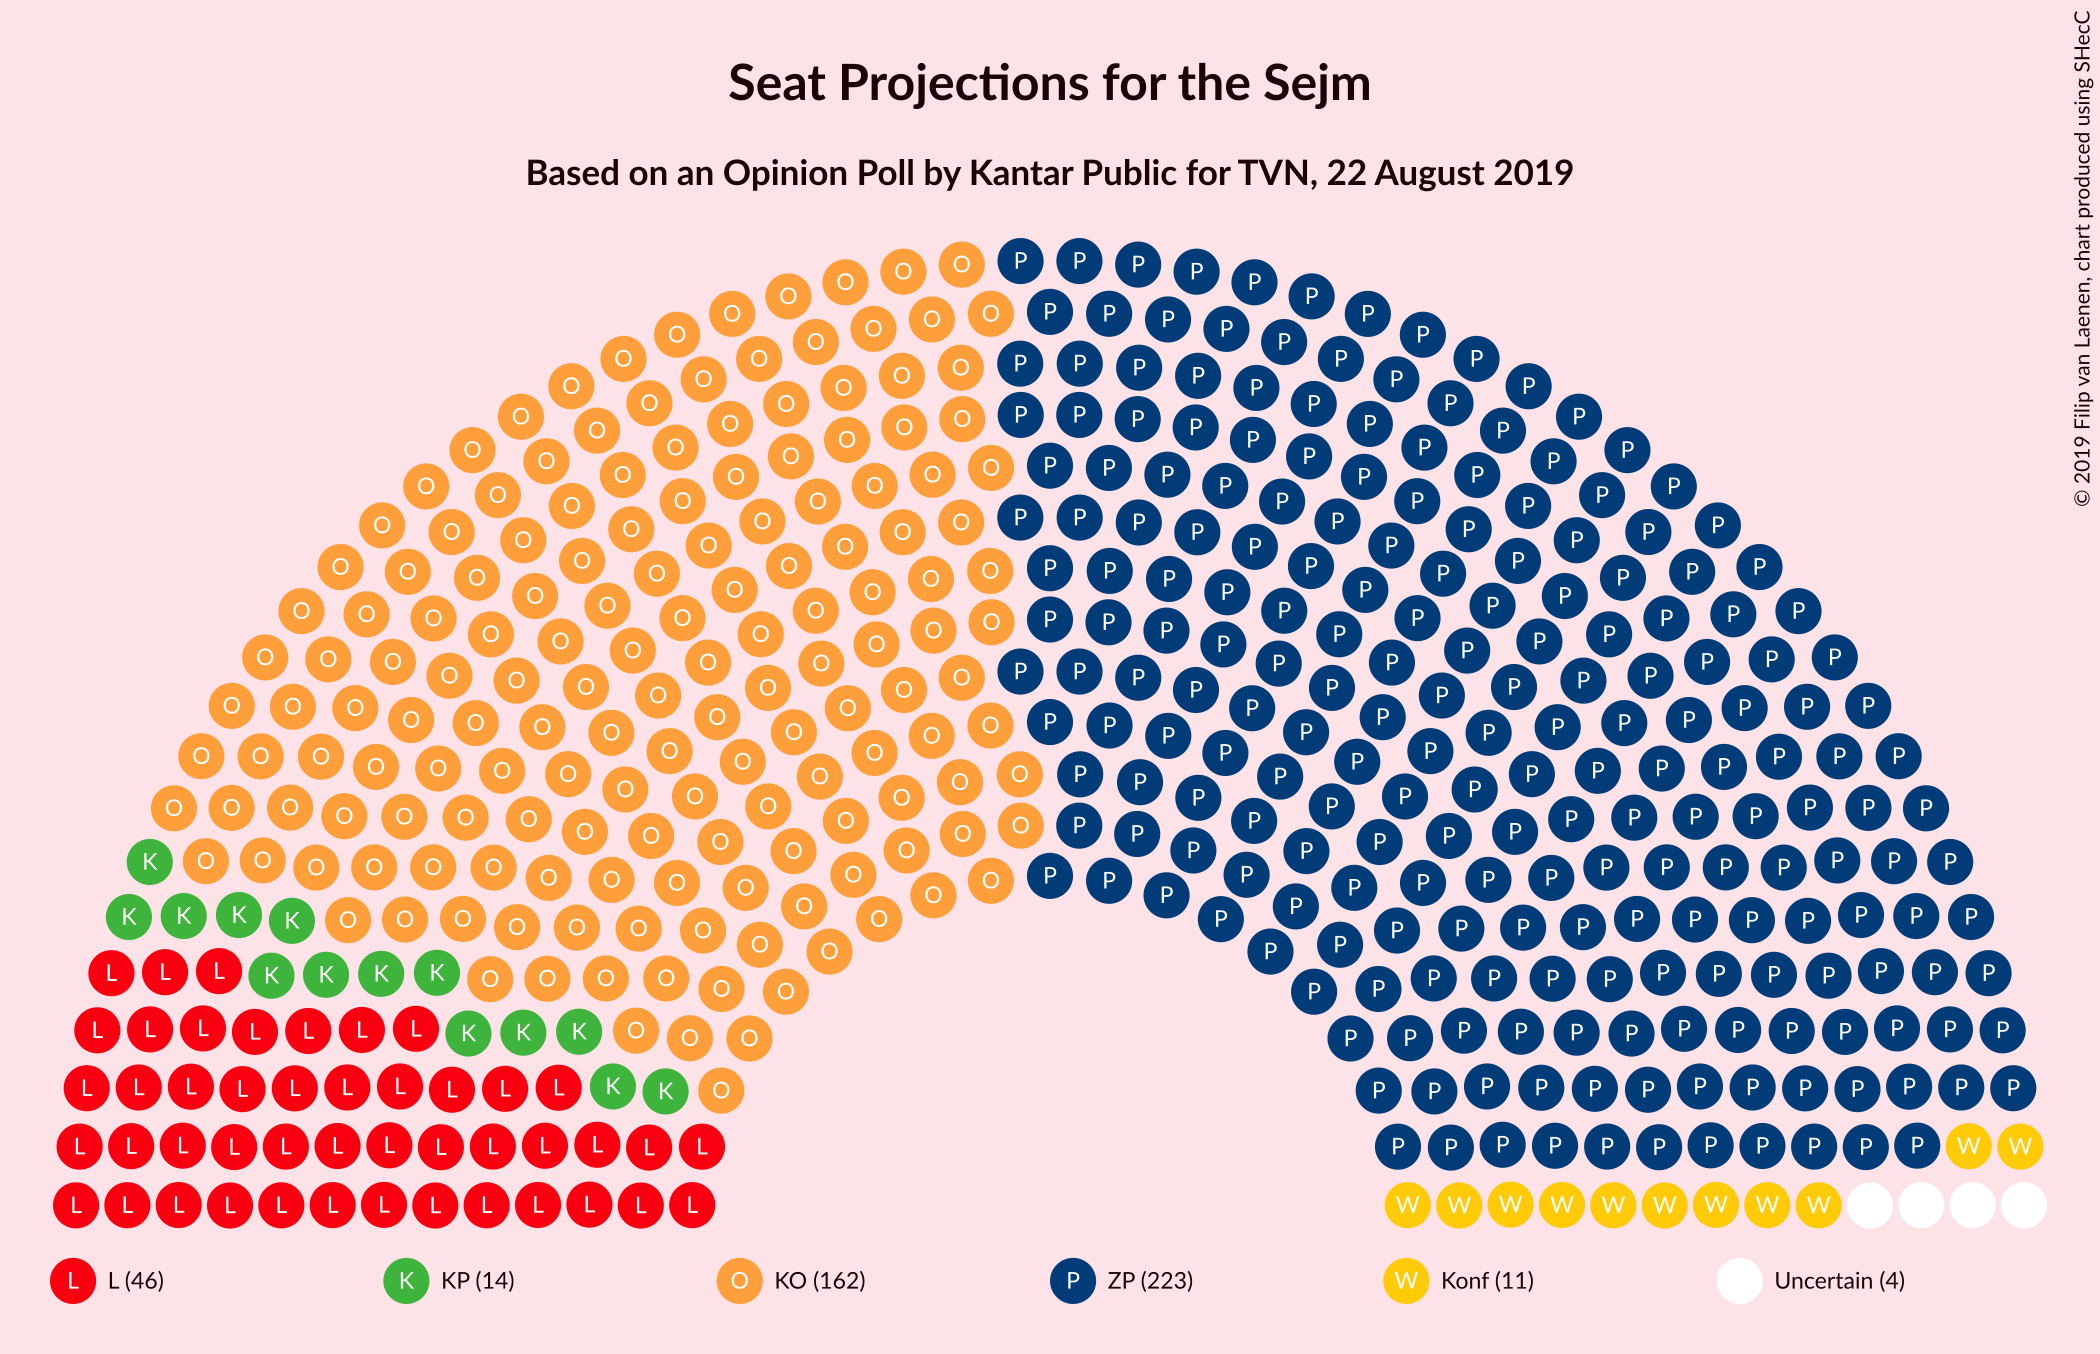 Seat Projections for the Sejm
Based on an Opinion Poll by Kantar Public for TVN, 22 August 2019
© 2019 Filip van Laenen, chart produced using SHecC
L L (46)
K KP (14)
O KO (162)
P ZP (223)
W Konf (11)
Uncertain (4)